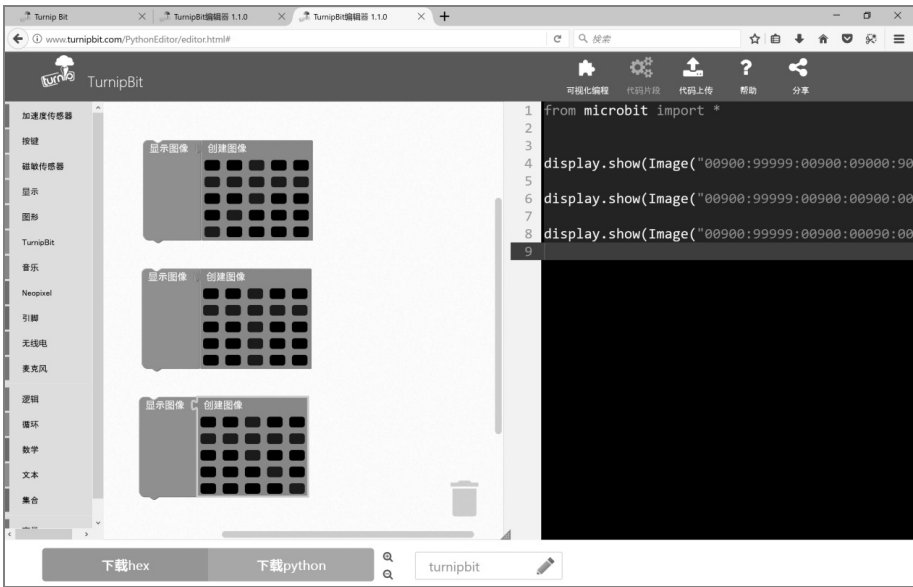 Turnip Bit
TurnipBit编辑器 1.1.0
TurnipBit编辑器 1.1.0
www.turnipbit.com/PythonEditor/editor.html#
搜索
turnip
TurnipBit
可视化编程
代码片段
代码上传
帮助
分享
加速度传感器
按键
磁敏传感器
显示
图形
TurnipBit
音乐
Neopixel
引脚
无线电
麦克风
逻辑
循环
数学
文本
集合
显示图像 创建图像
显示图像 创建图像
显示图像 创建图像
1 from microbit import *
2
3
4 display.show(Image("00900:99999:00900:09000:90
5
6 display.show(Image("00900:99999:00900:00900:00
7
8 display.show(Image("00900:99999:00900:00090:00
9
下载hex
下载python
turnipbit